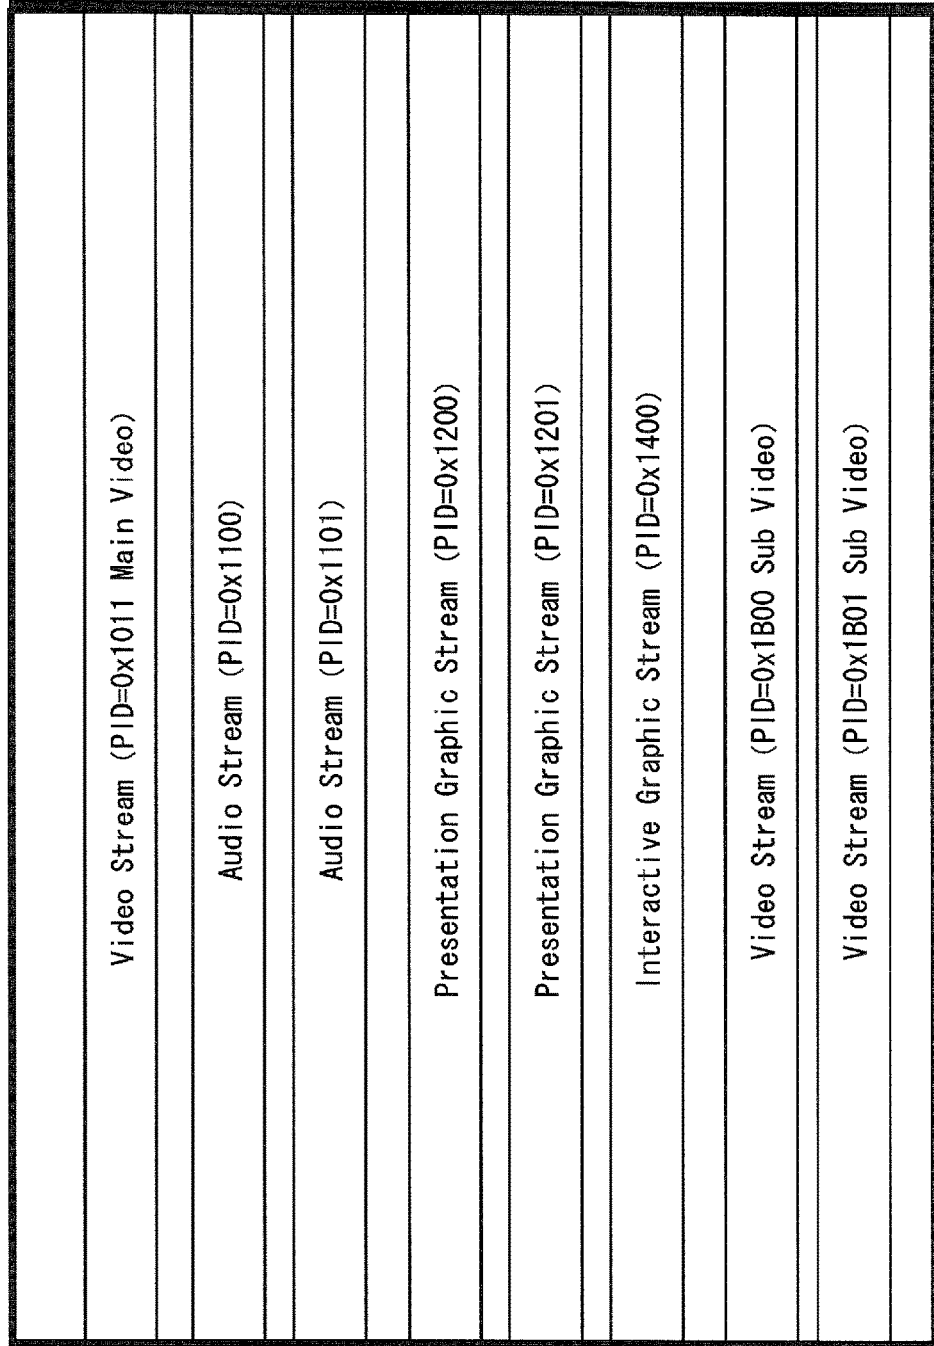 Video Stream (PID=0x1011 Main Video)
Audio Stream (PID=0x1100)
Audio Stream (PID=0x1101)
Presentation Graphic Stream (PID=0x1200)
Presentation Graphic Stream (PID=0x1201)
Interactive Graphic Stream (PID=0x1400)
Video Stream (PID=0x1B00 Sub Video)
Video Stream (PID=0x1B01 Sub Video)